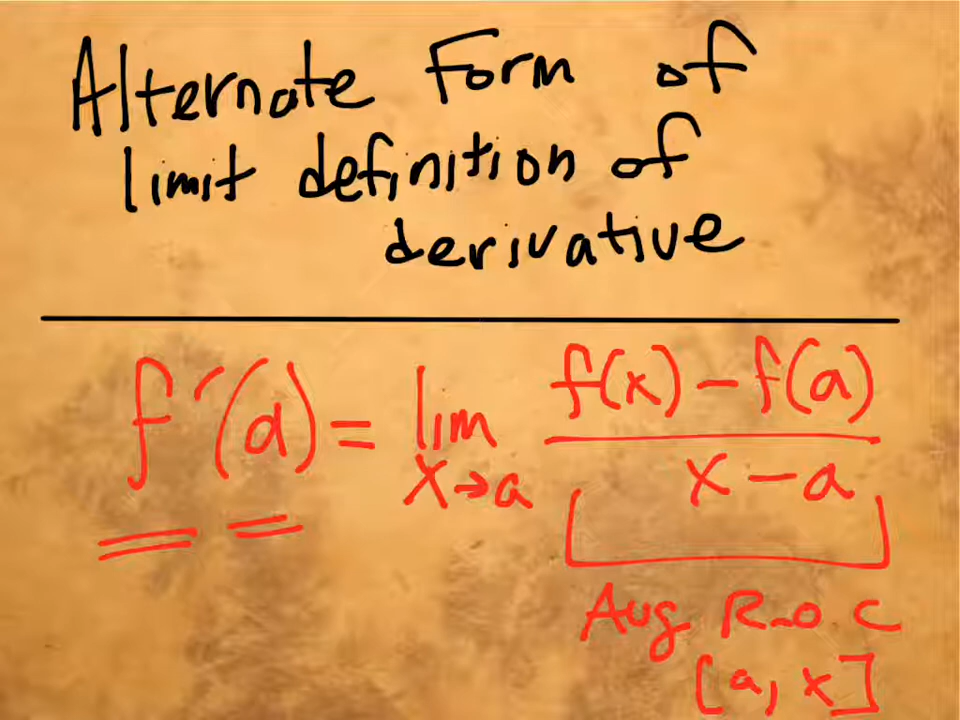 Alternate Form of
limit definition of
derivative
f'(a) = lim x→a f(x) - f(a) / x - a
Avg R.o.C
[a, x]